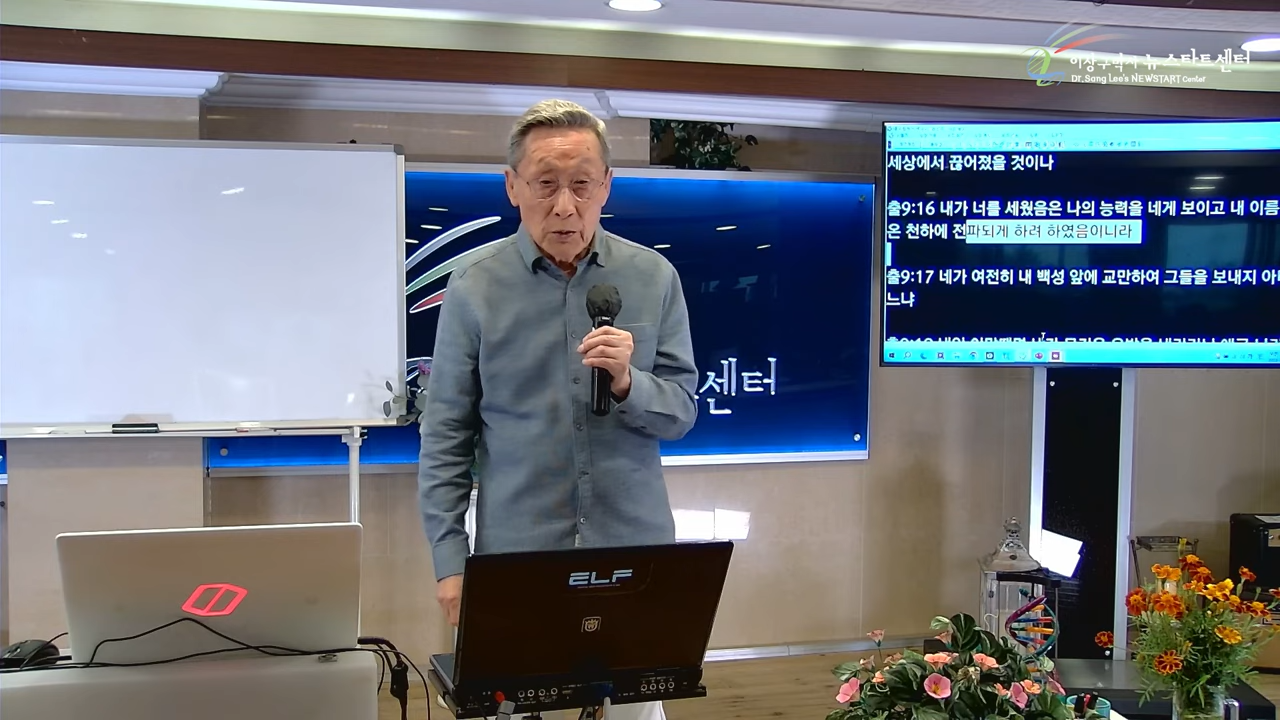 이상구박사 뉴스타트센터
Dr. Sang Lee's NEWSTART Center
세상에서 끊어졌을 것이나
출9:16 내가 너를 세웠음은 나의 능력을 네게 보이고 내 이름
은 천하에 전파되게 하려 하였음이니라
출9:17 네가 여전히 내 백성 앞에 교만하여 그들을 보내지 아
느냐
센터
ELF